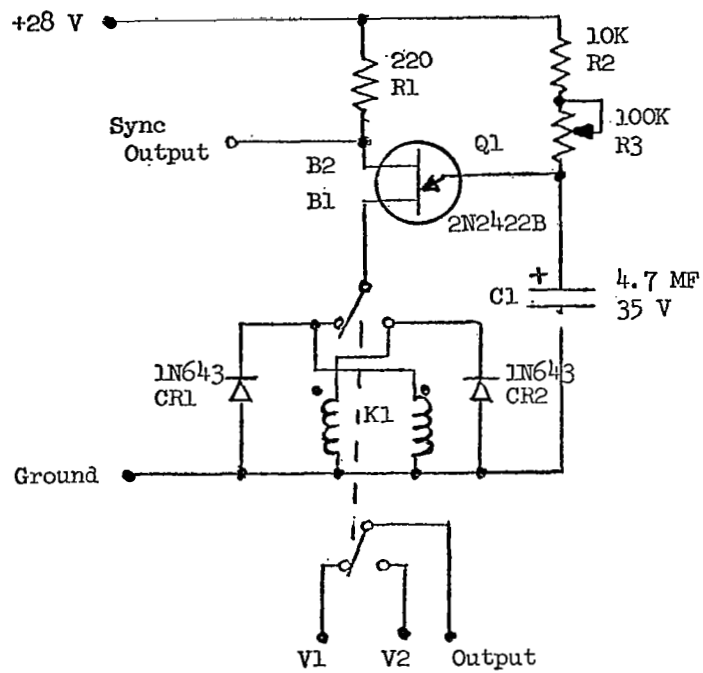 +28 V
220
R1
10K
R2
Sync
Output
100K
R3
Q1
B2
B1
2N2422B
+
C1
4.7 MF
35 V
1N643
CR1
1N643
CR2
K1
Ground
V1
V2
Output